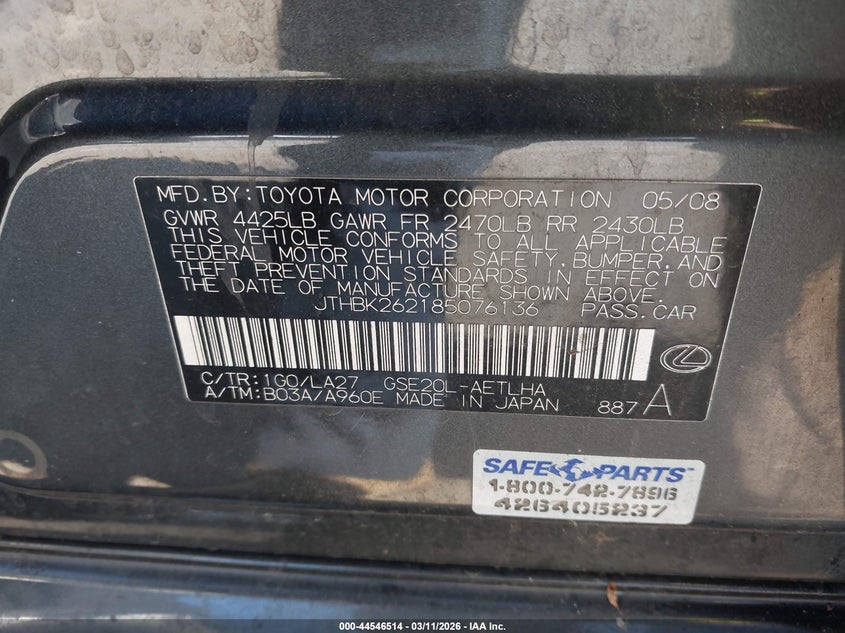 MFD.BY:TOYOTA MOTOR CORPORATION 05/08
GVWR 4425LB GAWR FR 2470LB RR 2430LB
THIS VEHICLE CONFORMS TO ALL APPLICABLE
FEDERAL MOTOR VEHICLE SAFETY,BUMPER,AND
THEFT PREVENTION STANDARDS IN EFFECT ON
THE DATE OF MANUFACTURE SHOWN ABOVE.
JTHBK262185076136 PASS.CAR
C/TR:1G0/LA27 GSE20L-AETLHA
A/TM:B03A/A960E MADE IN JAPAN 887A
SAFE PARTS™
1-800-742-7896
426405237
000-44546514 - 03/11/2026 - IAA Inc.